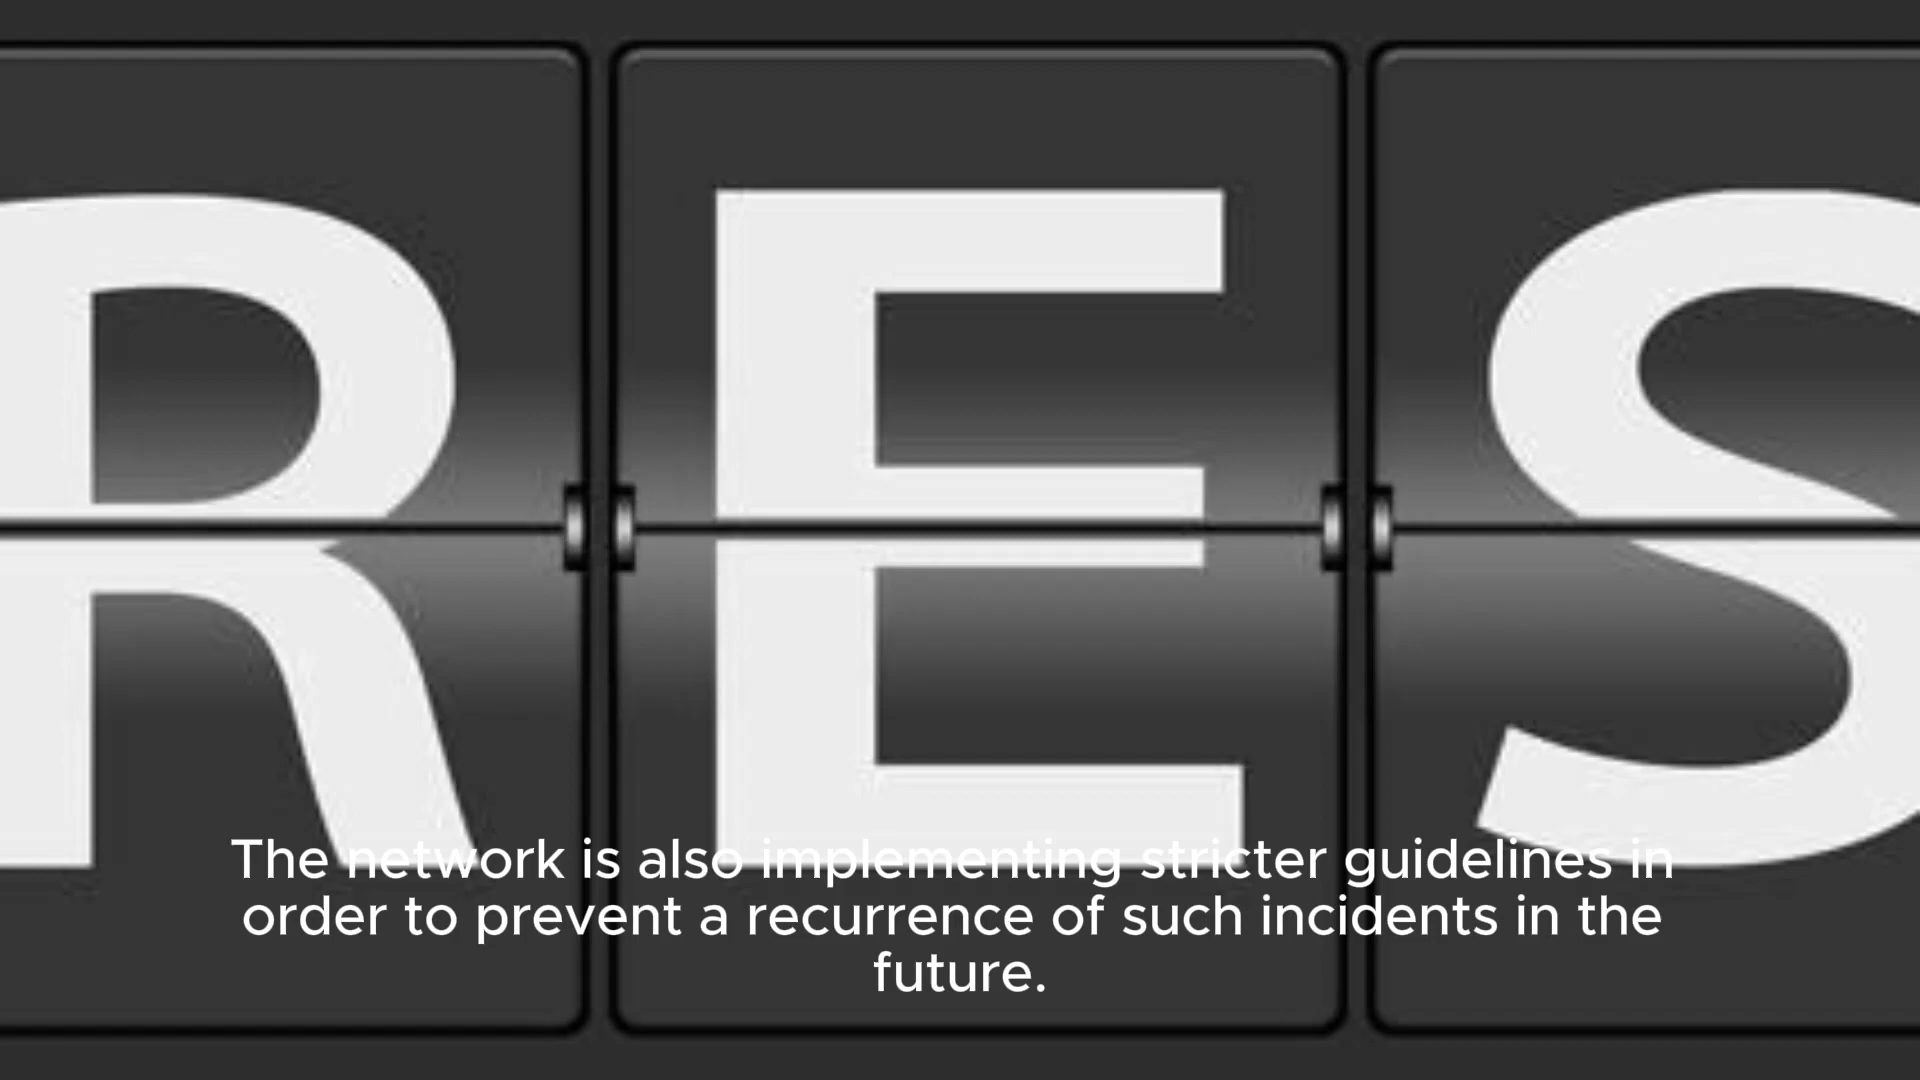 RES
The network is also implementing stricter guidelines in
order to prevent a recurrence of such incidents in the
future.